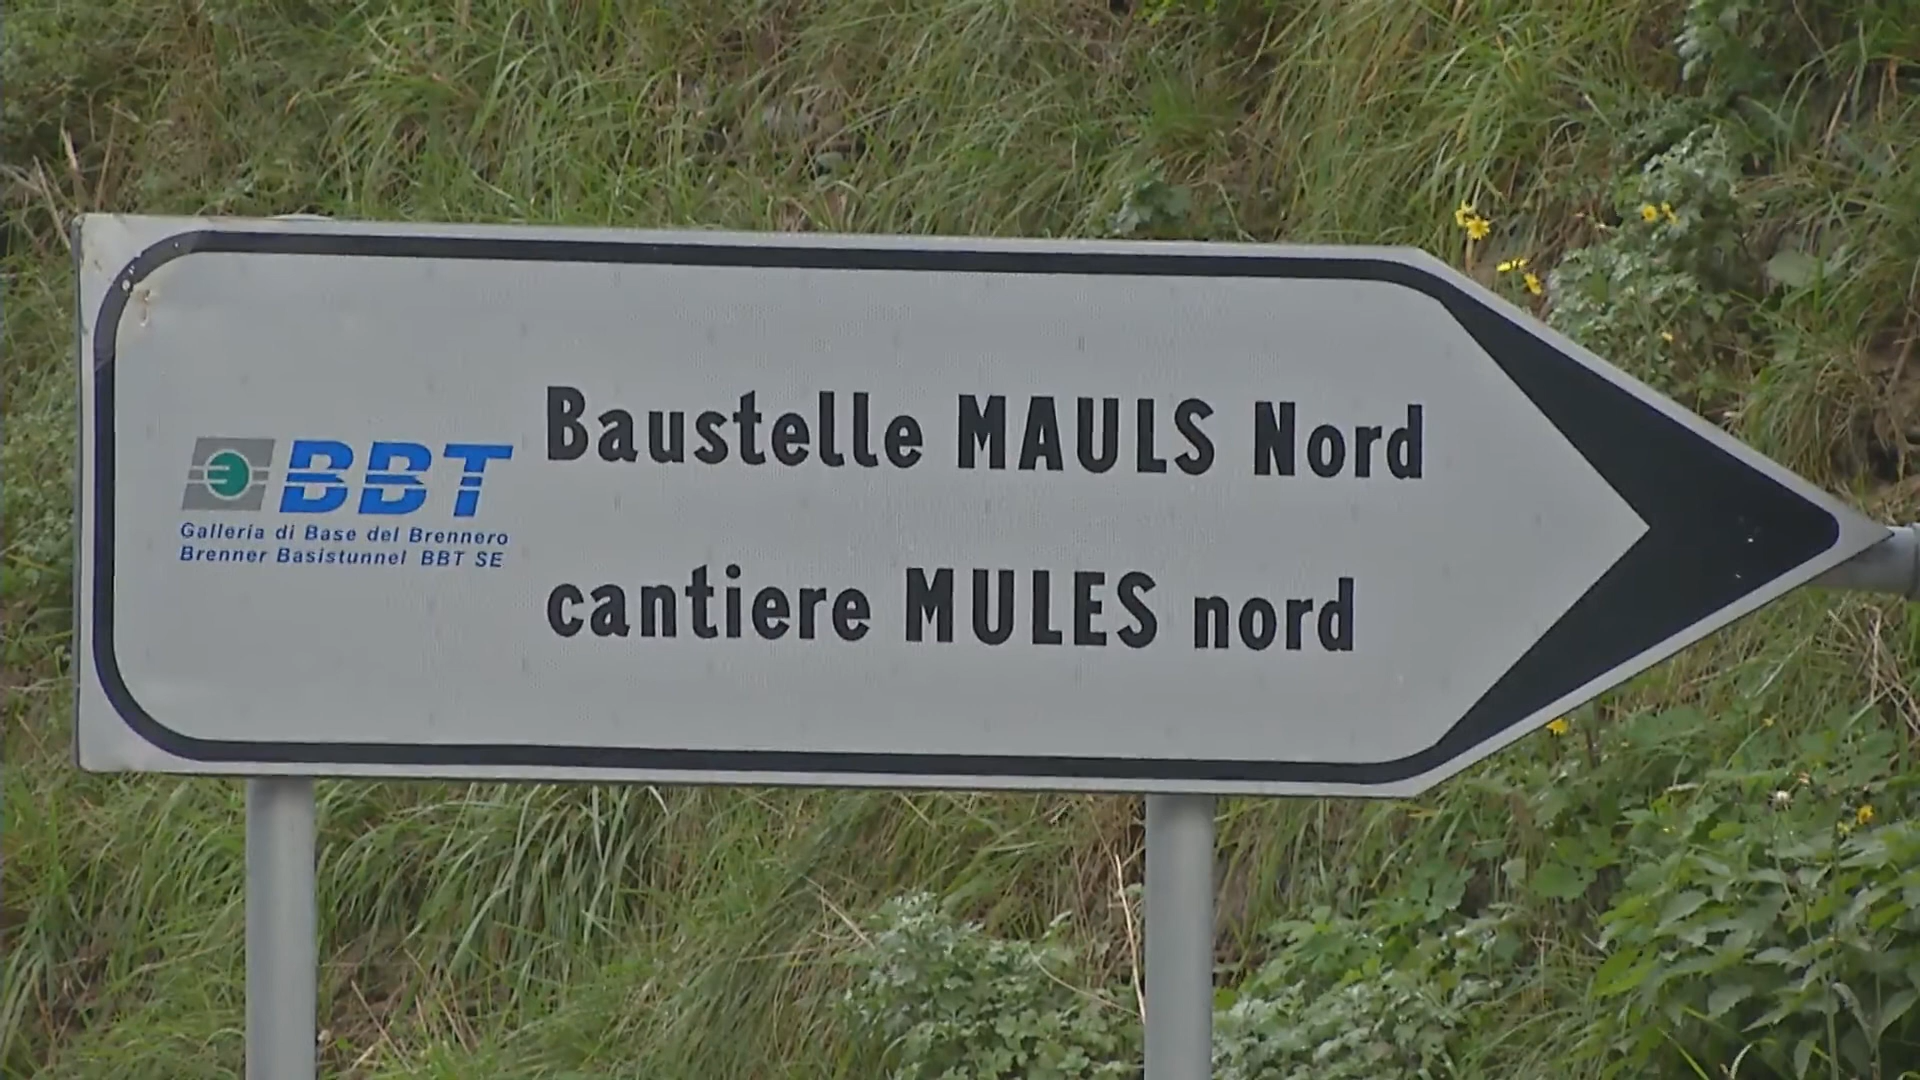 BBT
Galleria di Base del Brennero
Brenner Basistunnel BBT SE
Baustelle MAULS Nord
cantiere MULES nord